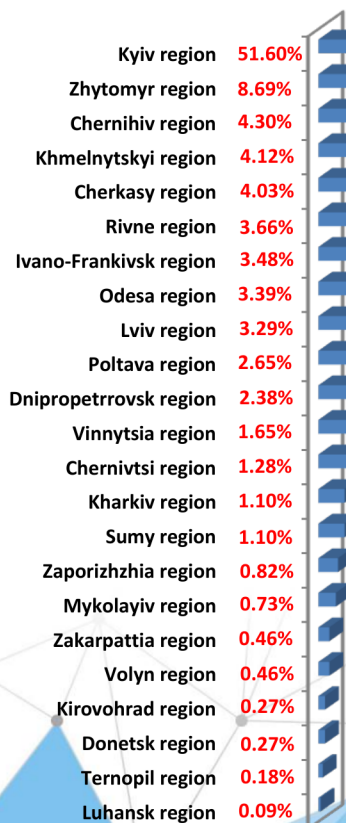 Kyiv region 51.60%
Zhytomyr region 8.69%
Chernihiv region 4.30%
Khmelnytskyi region 4.12%
Cherkasy region 4.03%
Rivne region 3.66%
Ivano-Frankivsk region 3.48%
Odesa region 3.39%
Lviv region 3.29%
Poltava region 2.65%
Dnipropetrrovsk region 2.38%
Vinnytsia region 1.65%
Chernivtsi region 1.28%
Kharkiv region 1.10%
Sumy region 1.10%
Zaporizhzhia region 0.82%
Mykolayiv region 0.73%
Zakarpattia region 0.46%
Volyn region 0.46%
Kirovohrad region 0.27%
Donetsk region 0.27%
Ternopil region 0.18%
Luhansk region 0.09%